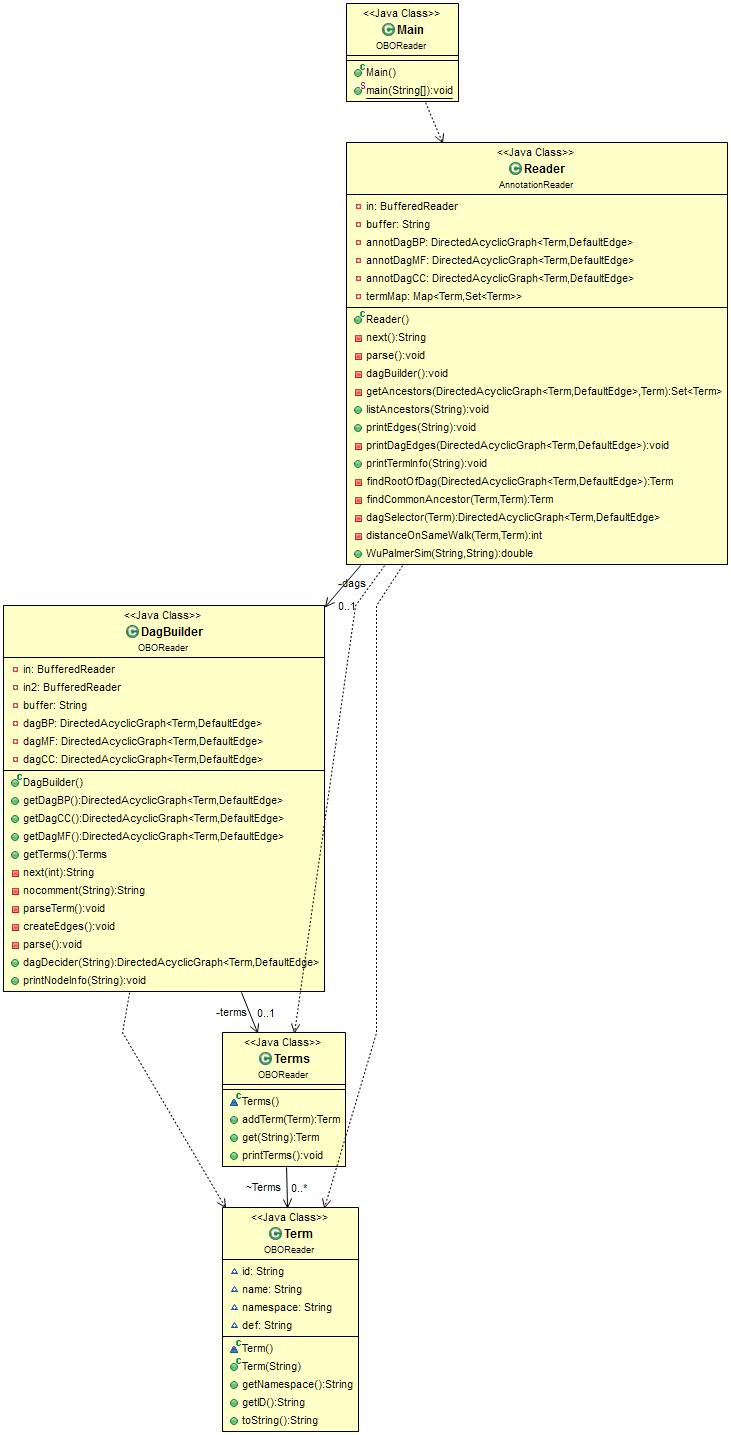 <<Java Class>>
Main
OBOReader
Main()
main(String[]):void
<<Java Class>>
Reader
AnnotationReader
in: BufferedReader
buffer: String
annotDagBP: DirectedAcyclicGraph<Term,DefaultEdge>
annotDagMF: DirectedAcyclicGraph<Term,DefaultEdge>
annotDagCC: DirectedAcyclicGraph<Term,DefaultEdge>
termMap: Map<Term,Set<Term>>
Reader()
next():String
parse():void
dagBuilder():void
getAncestors(DirectedAcyclicGraph<Term,DefaultEdge>,Term):Set<Term>
listAncestors(String):void
printEdges(String):void
printDagEdges(DirectedAcyclicGraph<Term,DefaultEdge>):void
printTermInfo(String):void
findRootOfDag(DirectedAcyclicGraph<Term,DefaultEdge>):Term
findCommonAncestor(Term,Term):Term
dagSelector(Term):DirectedAcyclicGraph<Term,DefaultEdge>
distanceOnSameWalk(Term,Term):int
WuPalmerSim(String,String):double
-dags
0..1
<<Java Class>>
DagBuilder
OBOReader
in: BufferedReader
in2: BufferedReader
buffer: String
dagBP: DirectedAcyclicGraph<Term,DefaultEdge>
dagMF: DirectedAcyclicGraph<Term,DefaultEdge>
dagCC: DirectedAcyclicGraph<Term,DefaultEdge>
DagBuilder()
getDagBP():DirectedAcyclicGraph<Term,DefaultEdge>
getDagCC():DirectedAcyclicGraph<Term,DefaultEdge>
getDagMF():DirectedAcyclicGraph<Term,DefaultEdge>
getTerms():Terms
next(int):String
nocomment(String):String
parseTerm():void
createEdges():void
parse():void
dagDecider(String):DirectedAcyclicGraph<Term,DefaultEdge>
printNodeInfo(String):void
-terms 0..1
<<Java Class>>
Terms
OBOReader
Terms()
addTerm(Term):Term
get(String):Term
printTerms():void
~Terms 0..*
<<Java Class>>
Term
OBOReader
id: String
name: String
namespace: String
def: String
Term()
Term(String)
getNamespace():String
getID():String
toString():String